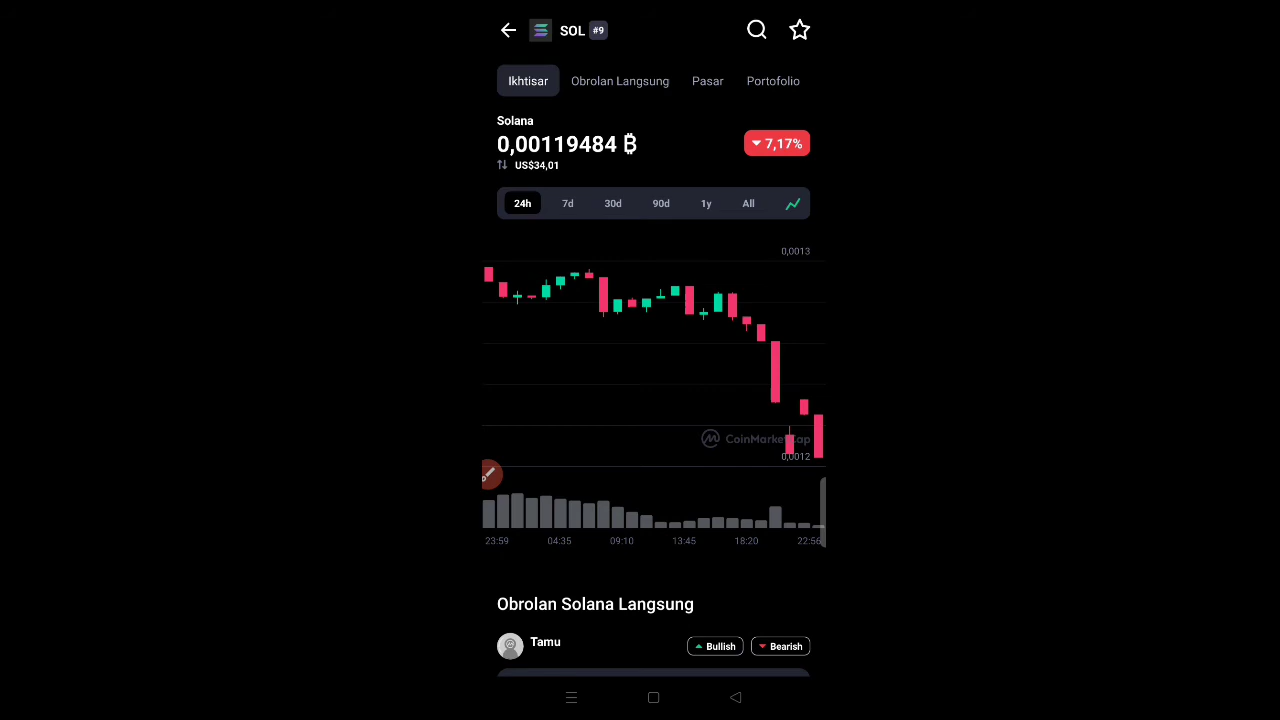 SOL #9
Ikhtisar Obrolan Langsung Pasar Portofolio
Solana
0,00119484 ₿ 7,17%
US$34,01
24h 7d 30d 90d 1y All
0,0013
CoinMarketCap
0,0012
23:59 04:35 09:10 13:45 18:20 22:56
Obrolan Solana Langsung
Tamu Bullish Bearish